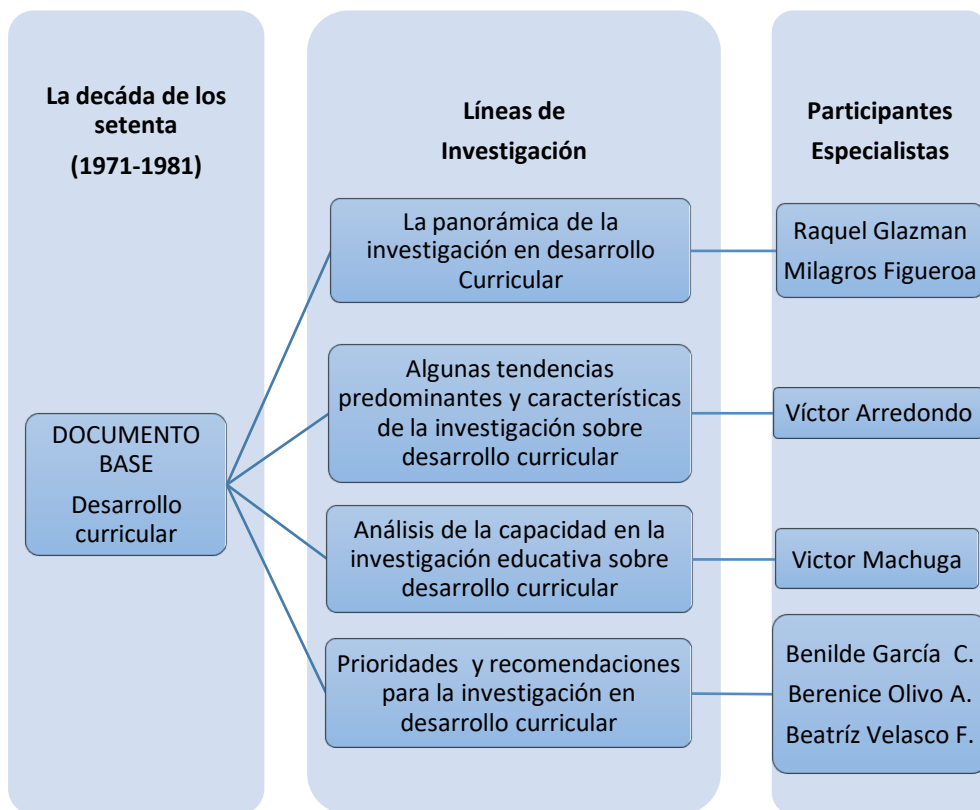 La decáda de los
setenta
(1971-1981)
Líneas de
Investigación
Participantes
Especialistas
DOCUMENTO
BASE
Desarrollo
curricular
La panorámica de la
investigación en desarrollo
Curricular
Raquel Glazman
Milagros Figueroa
Algunas tendencias
predominantes y características
de la investigación sobre
desarrollo curricular
Víctor Arredondo
Análisis de la capacidad en la
investigación educativa sobre
desarrollo curricular
Victor Machuga
Prioridades y recomendaciones
para la investigación en
desarrollo curricular
Benilde García C.
Berenice Olivo A.
Beatríz Velasco F.